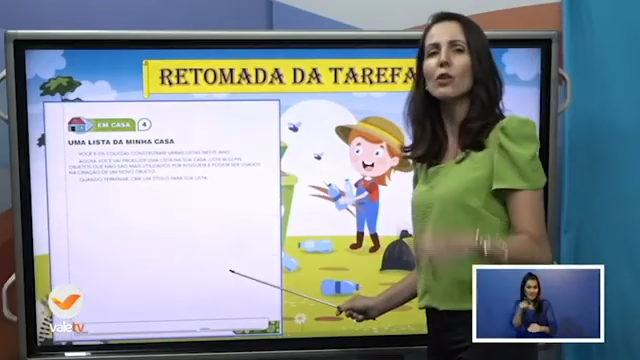 RETOMADA DA TAREFA
EM CASA 4
UMA LISTA DA MINHA CASA
VOCÊ E OS COLEGAS CONSTRUÍRAM VÁRIAS LISTAS NESTE ANO.
AGORA, VOCÊ VAI PRODUZIR UMA LISTA NA SUA CASA. LISTE ALGUNS
OBJETOS QUE NÃO SÃO MAIS UTILIZADOS POR NINGUÉM E PODEM SER USADOS
NA CRIAÇÃO DE UM NOVO OBJETO.
QUANDO TERMINAR, CRIE UM TÍTULO PARA SUA LISTA.
valetv